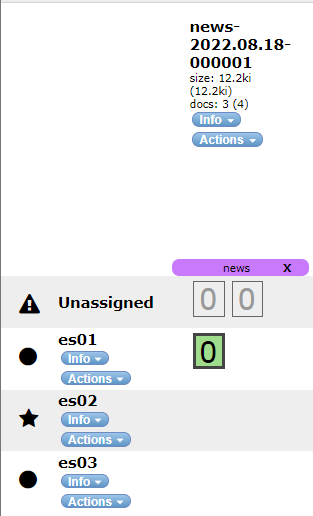 news-
2022.08.18-
000001
size: 12.2ki
(12.2ki)
docs: 3 (4)
Info
Actions
news X
Unassigned 0 0
es01 0
Info
Actions
es02
Info
Actions
es03
Info
Actions